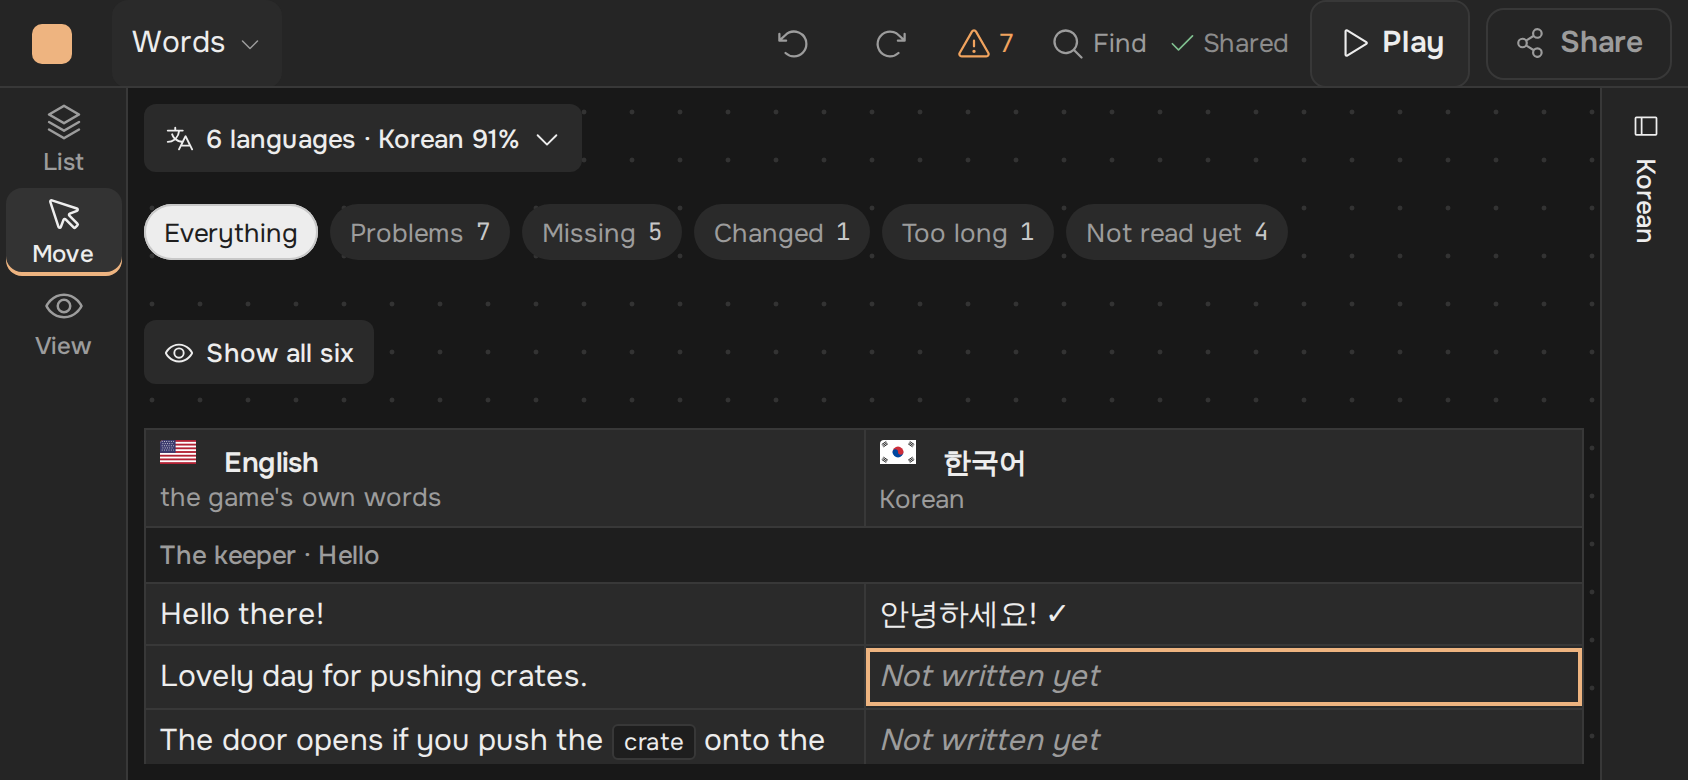 Words
7
Find
Shared
Play
Share
List
Move
View
6 languages · Korean 91%
Everything
Problems 7
Missing 5
Changed 1
Too long 1
Not read yet 4
Show all six
English
the game's own words
한국어
Korean
The keeper · Hello
Hello there!
안녕하세요! ✓
Lovely day for pushing crates.
Not written yet
The door opens if you push the crate onto the
Not written yet
Korean